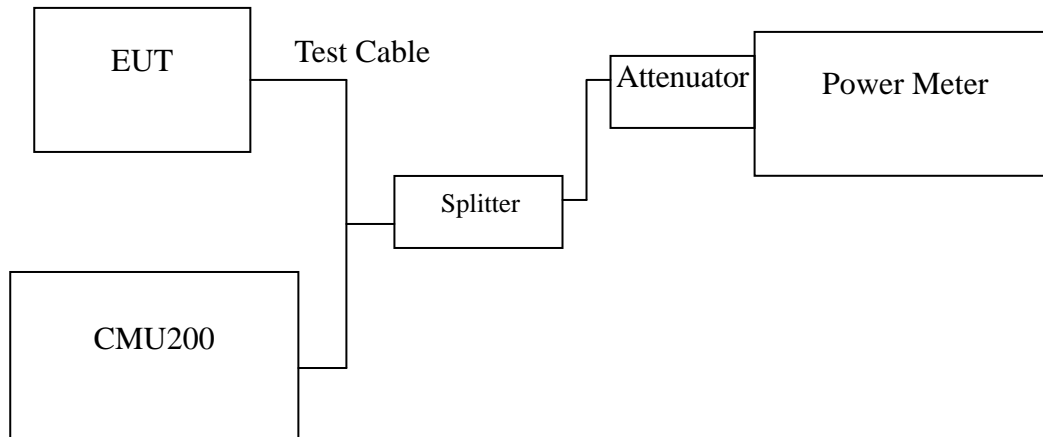 EUT
Test Cable
Attenuator
Power Meter
Splitter
CMU200